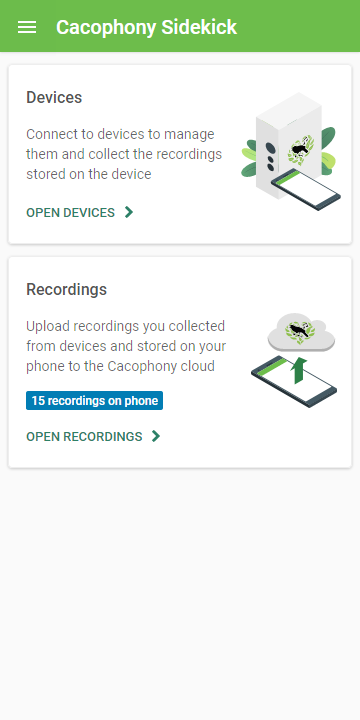 Cacophony Sidekick
Devices
Connect to devices to manage
them and collect the recordings
stored on the device
OPEN DEVICES
Recordings
Upload recordings you collected
from devices and stored on your
phone to the Cacophony cloud
15 recordings on phone
OPEN RECORDINGS